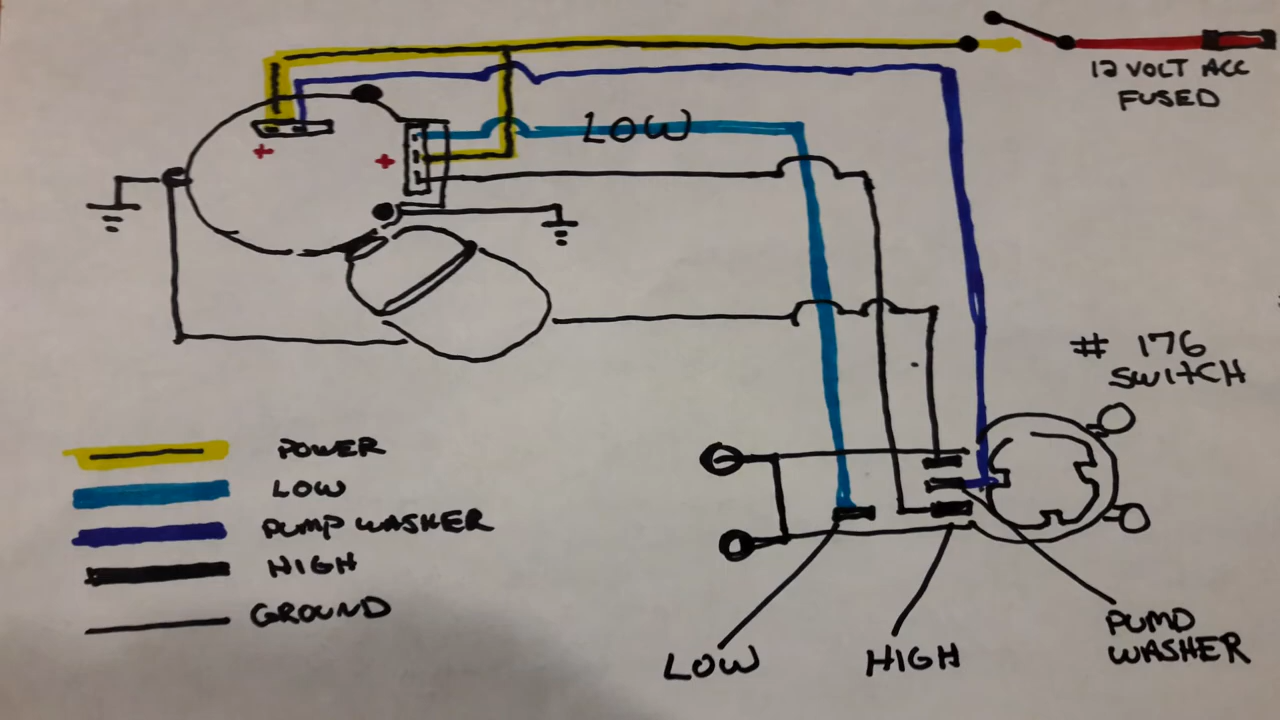 12 VOLT ACC
FUSED
LOW
+
+
# 176
SWITCH
POWER
LOW
PUMP WASHER
HIGH
GROUND
LOW
HIGH
PUMP
WASHER